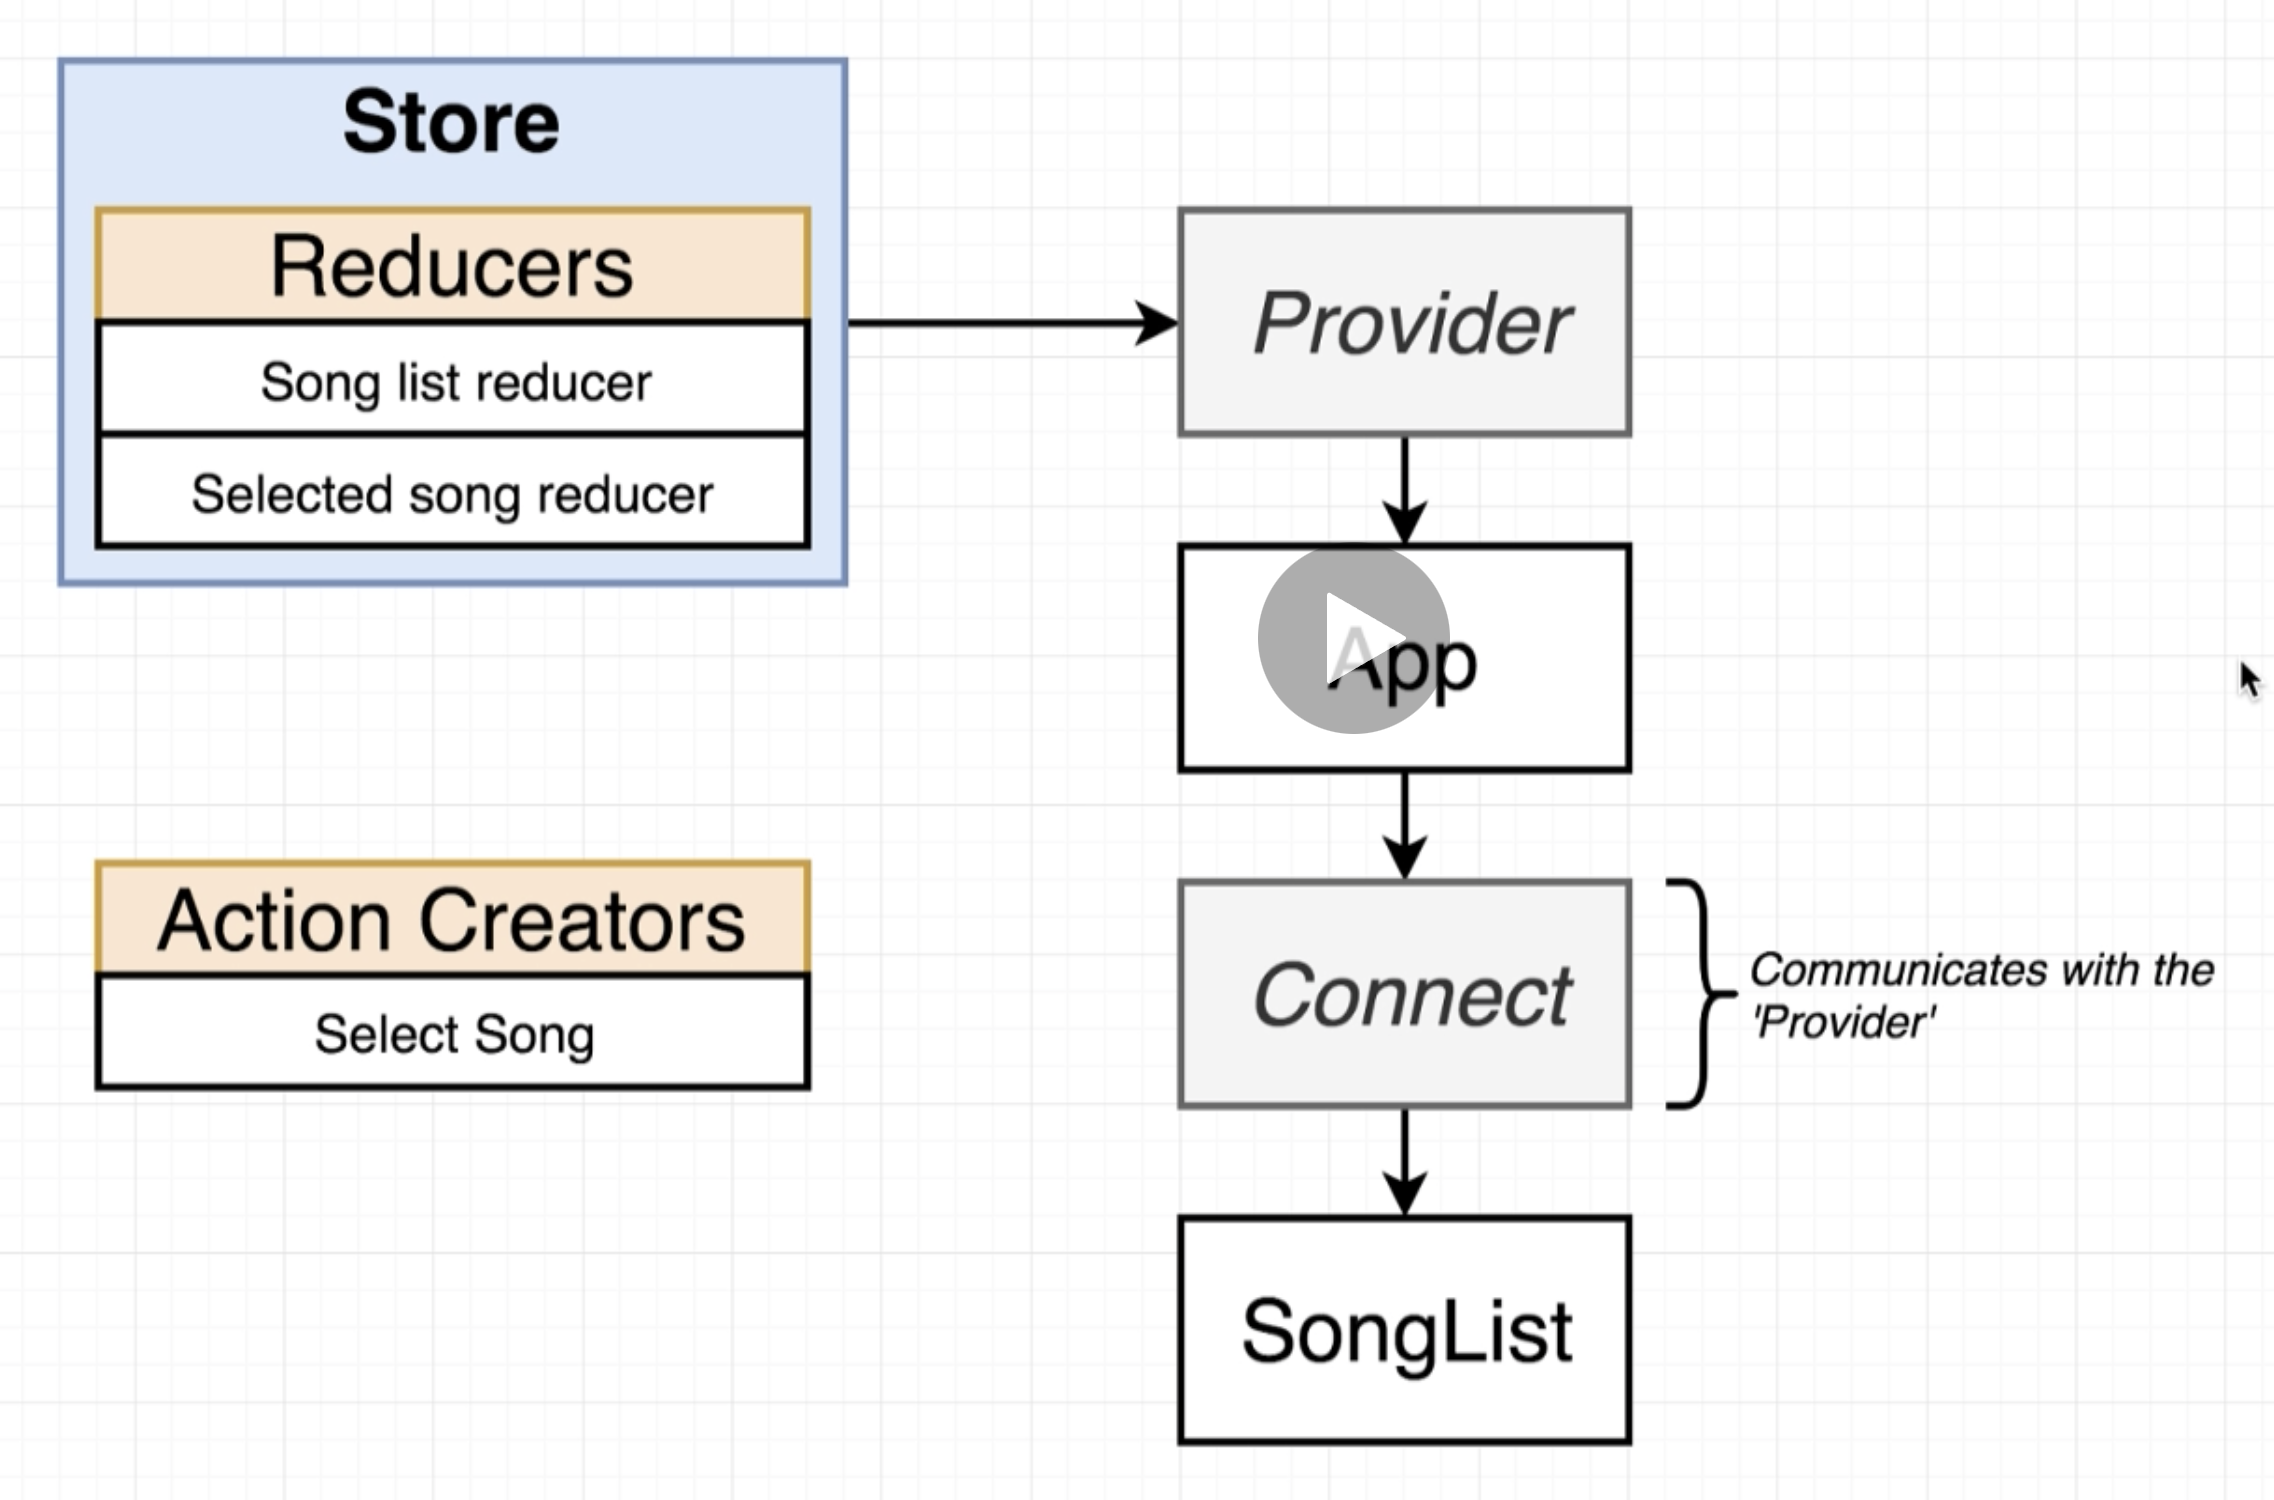 Store
Reducers
Song list reducer
Selected song reducer
Provider
App
Action Creators
Select Song
Connect
Communicates with the
'Provider'
SongList